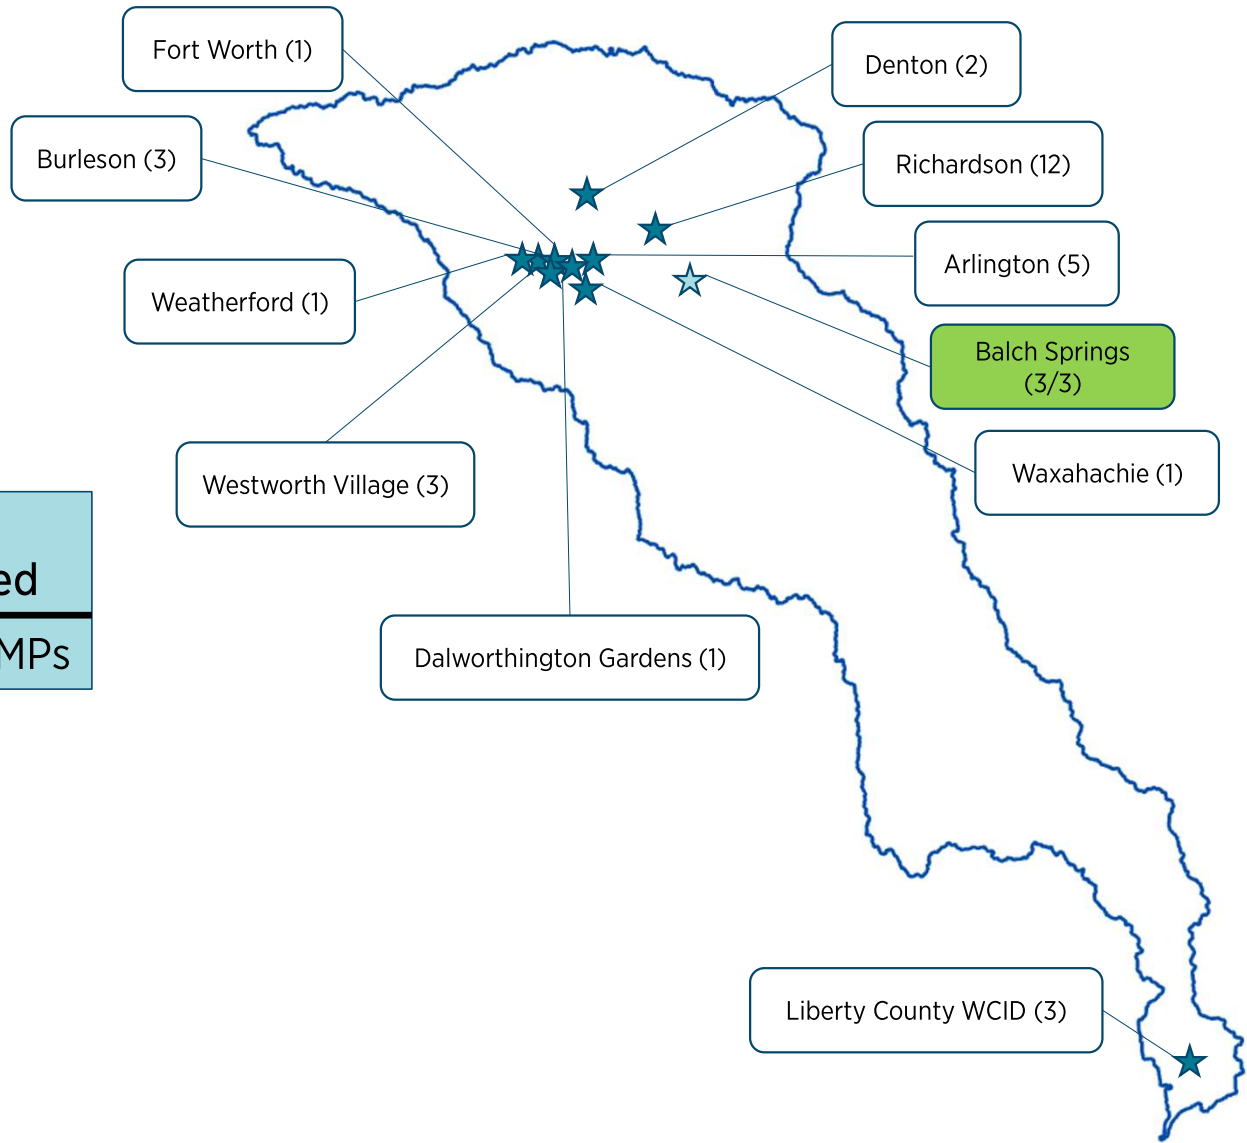 Fort Worth (1)
Denton (2)
Burleson (3)
Richardson (12)
Arlington (5)
Weatherford (1)
Balch Springs
(3/3)
Waxahachie (1)
Westworth Village (3)
ed
MPs
Dalworthington Gardens (1)
Liberty County WCID (3)